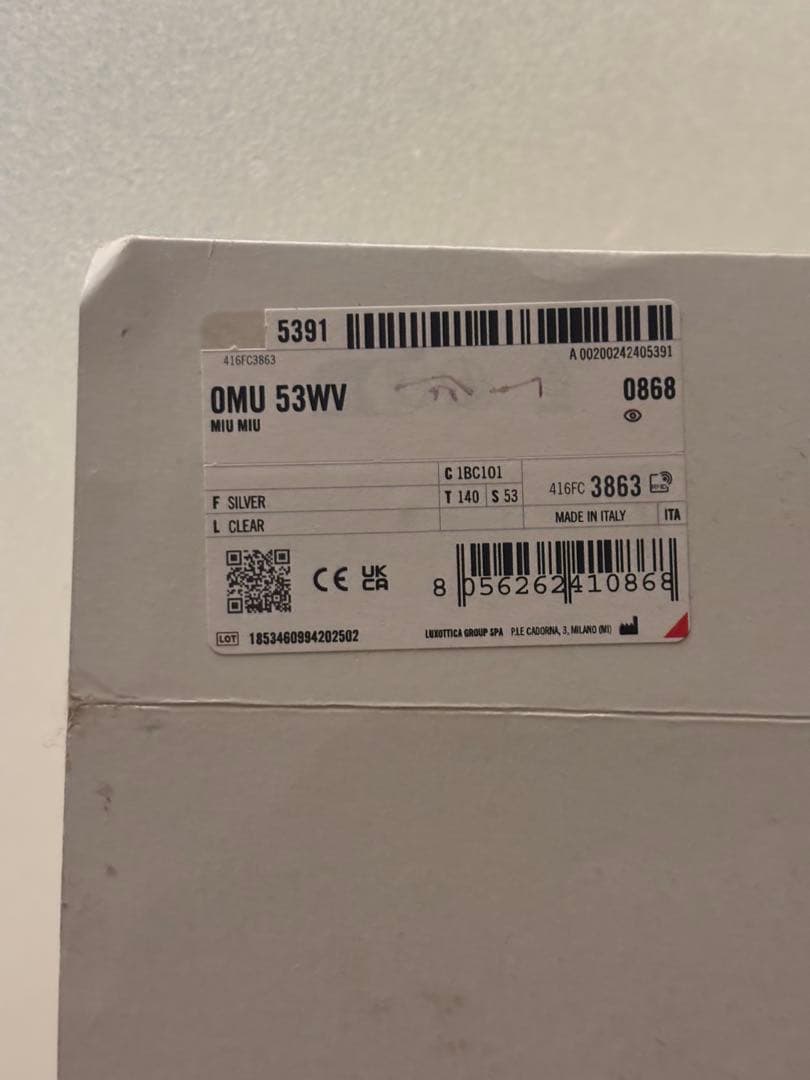 5391
416FC3863
A 00200242405391
0MU 53WV
0868
MIU MIU
C 1BC101
F SILVER
T 140 S 53
416FC 3863
L CLEAR
MADE IN ITALY ITA
CE UK CA
8 056262 410868
LOT 1853460994202502
LUXOTTICA GROUP SPA P.LE CADORNA, 3, MILANO (MI)